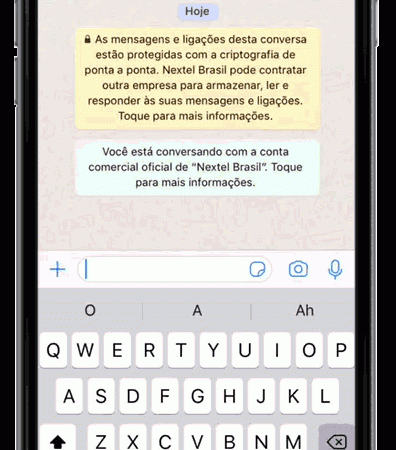 Hoje
As mensagens e ligações desta conversa
estão protegidas com a criptografia de
ponta a ponta. Nextel Brasil pode contratar
outra empresa para armazenar, ler e
responder às suas mensagens e ligações.
Toque para mais informações.
Você está conversando com a conta
comercial oficial de “Nextel Brasil”. Toque
para mais informações.
O A Ah
Q W E R T Y U I O P
A S D F G H J K L
Z X C V B N M